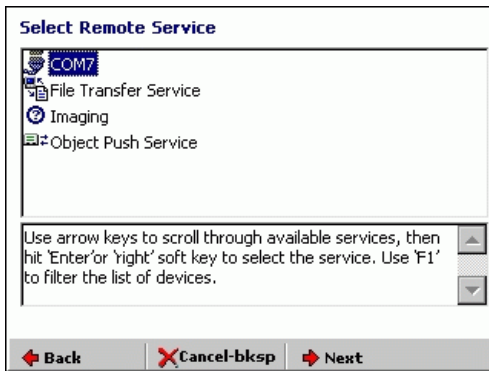 Select Remote Service
COM7
File Transfer Service
Imaging
Object Push Service
Use arrow keys to scroll through available services, then
hit 'Enter'or 'right' soft key to select the service. Use 'F1'
to filter the list of devices.
Back Cancel-bksp Next